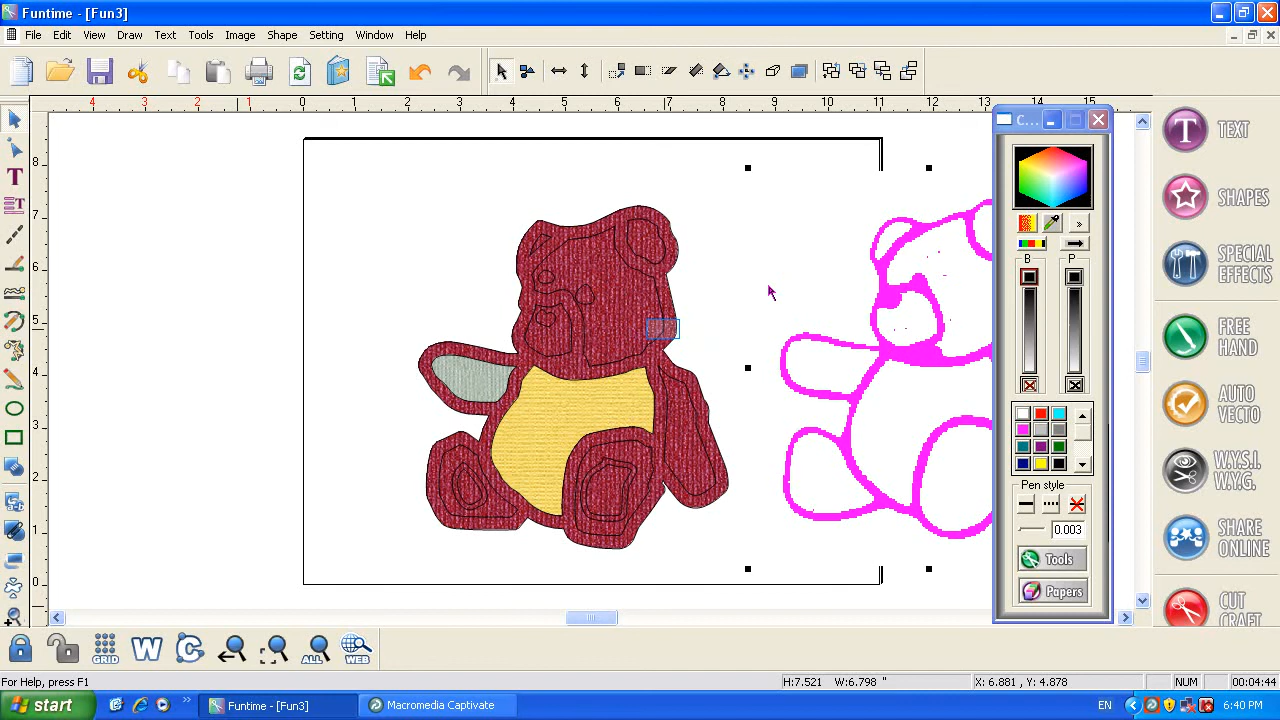 Funtime - [Fun3]
File Edit View Draw Text Tools Image Shape Setting Window Help
4 3 2 1 0 1 2 3 4 5 6 7 8 9 10 11 12 13 14 15
8
7
6
5
4
3
2
1
0
C...
B P
Pen style
0.003
Tools
Papers
TEXT
SHAPES
SPECIAL
EFFECTS
FREE
HAND
AUTO
VECTO
W.Y.S.I.
W.Y.G.
SHARE
ONLINE
CUT
CRAFT
GRID W C ALL WEB
For Help, press F1 H:7.521 W:6.798 " X: 6.881 , Y: 4.878 NUM 00:04:44
start Funtime - [Fun3] Macromedia Captivate EN 6:40 PM